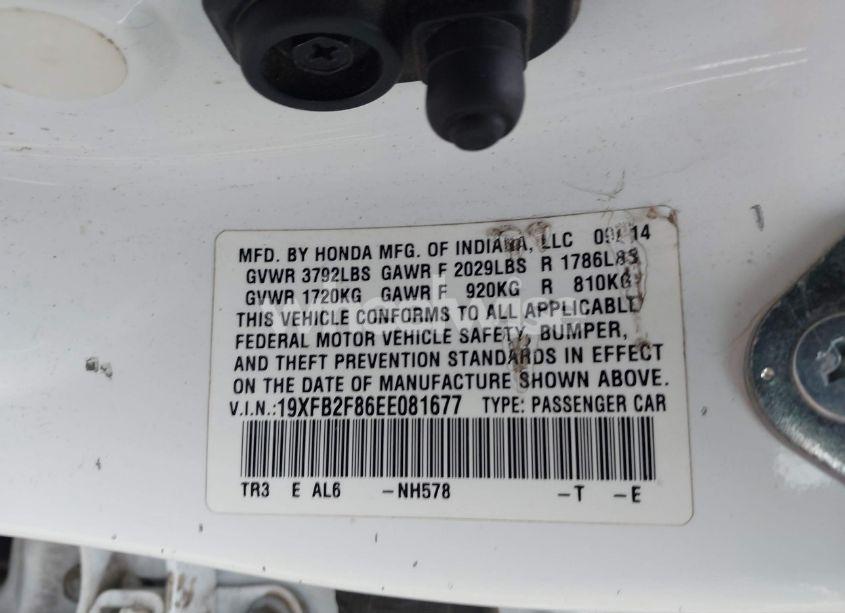 MFD. BY HONDA MFG. OF INDIANA, LLC 09/14
GVWR 3792LBS GAWR F 2029LBS R 1786LBS
GVWR 1720KG GAWR F 920KG R 810KG
THIS VEHICLE CONFORMS TO ALL APPLICABLE
FEDERAL MOTOR VEHICLE SAFETY, BUMPER,
AND THEFT PREVENTION STANDARDS IN EFFECT
ON THE DATE OF MANUFACTURE SHOWN ABOVE.
V.I.N.:19XFB2F86EE081677 TYPE: PASSENGER CAR
TR3 E AL6 -NH578 -T -E